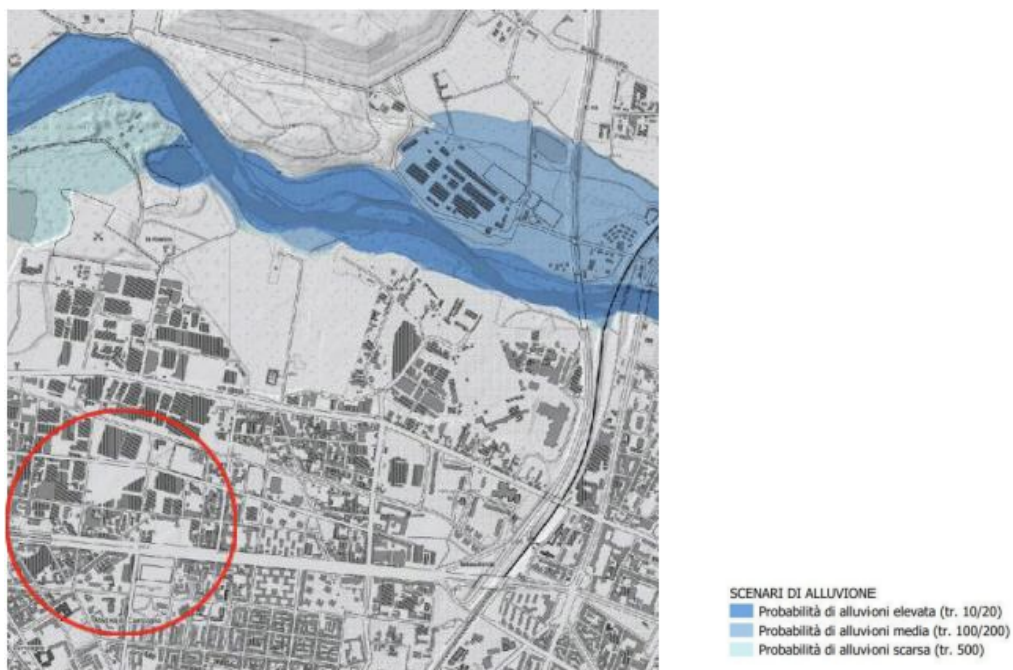 SCENARI DI ALLUVIONE
Probabilità di alluvioni elevata (tr. 10/20)
Probabilità di alluvioni media (tr. 100/200)
Probabilità di alluvioni scarsa (tr. 500)